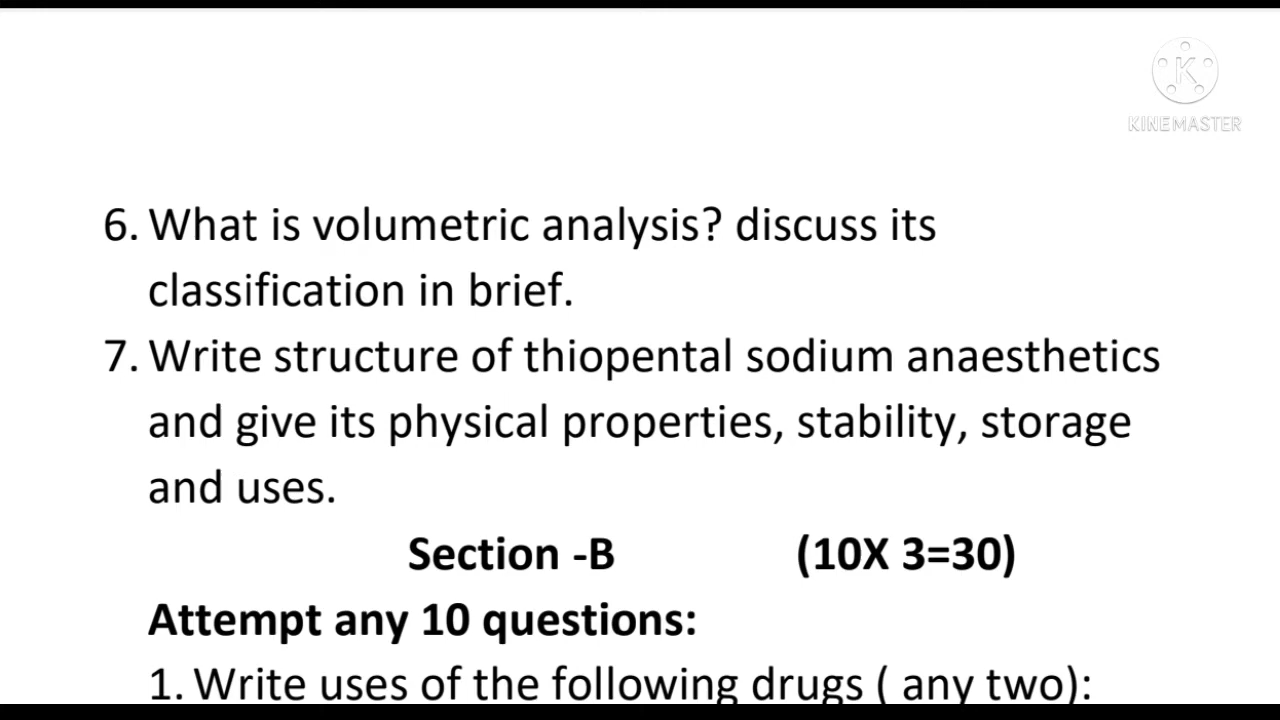 KINEMASTER
6. What is volumetric analysis? discuss its
classification in brief.
7. Write structure of thiopental sodium anaesthetics
and give its physical properties, stability, storage
and uses.
Section -B (10X 3=30)
Attempt any 10 questions:
1. Write uses of the following drugs ( any two):